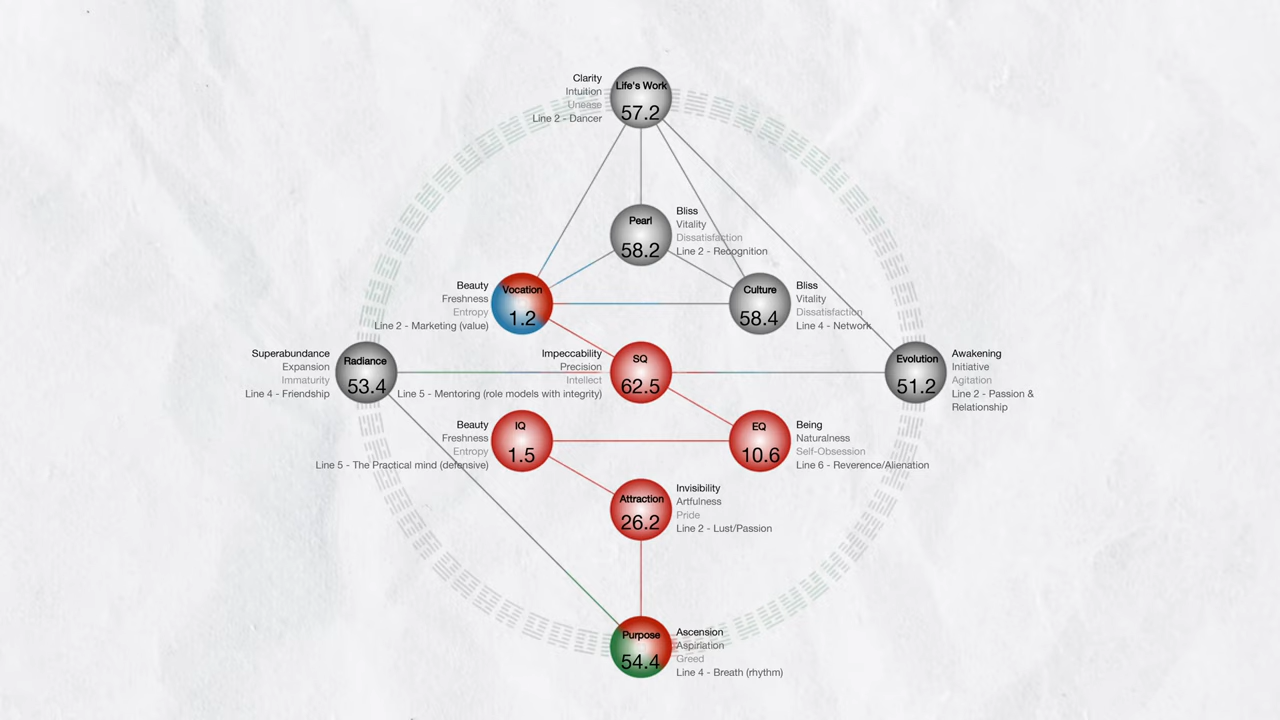 Clarity
Intuition
Unease
Line 2 - Dancer
Life's Work
57.2
Pearl
58.2
Bliss
Vitality
Dissatisfaction
Line 2 - Recognition
Beauty
Freshness
Entropy
Line 2 - Marketing (value)
Vocation
1.2
Culture
58.4
Bliss
Vitality
Dissatisfaction
Line 4 - Network
Superabundance
Expansion
Immaturity
Line 4 - Friendship
Radiance
53.4
Impeccability
Precision
Intellect
Line 5 - Mentoring (role models with integrity)
SQ
62.5
Evolution
51.2
Awakening
Initiative
Agitation
Line 2 - Passion &
Relationship
Beauty
Freshness
Entropy
Line 5 - The Practical mind (defensive)
IQ
1.5
EQ
10.6
Being
Naturalness
Self-Obsession
Line 6 - Reverence/Alienation
Attraction
26.2
Invisibility
Artfulness
Pride
Line 2 - Lust/Passion
Purpose
54.4
Ascension
Aspiriation
Greed
Line 4 - Breath (rhythm)